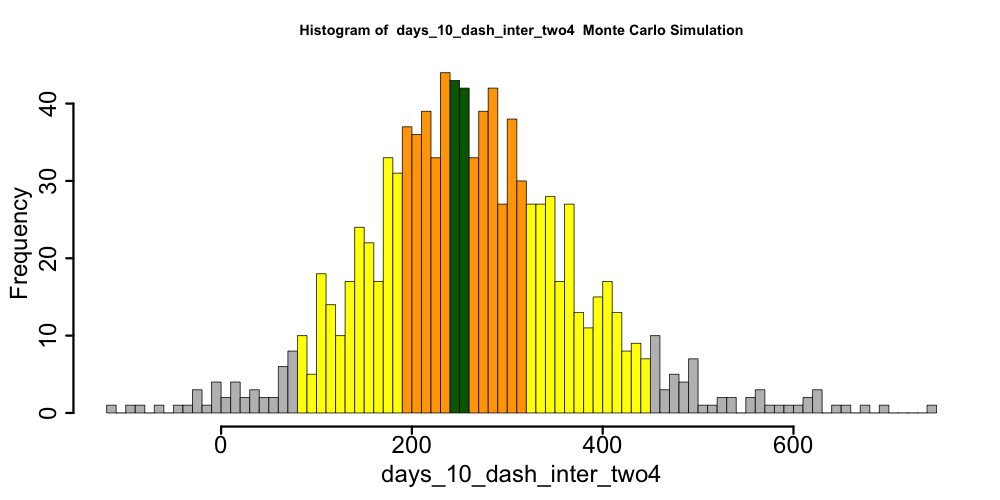 Histogram of  days_10_dash_inter_two4  Monte Carlo Simulation
Frequency
40
30
20
10
0
0 200 400 600
days_10_dash_inter_two4